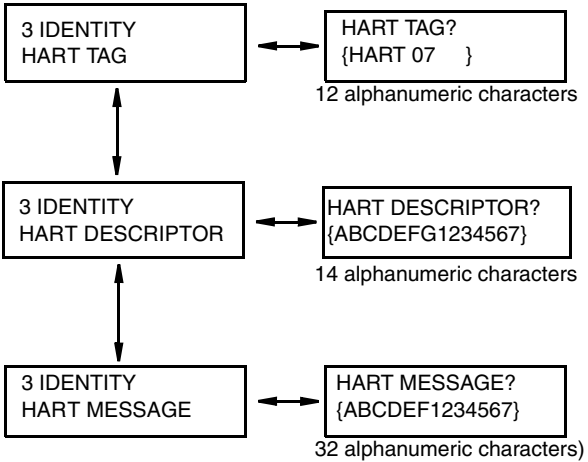 3 IDENTITY
HART TAG
HART TAG?
{HART 07     }
12 alphanumeric characters
3 IDENTITY
HART DESCRIPTOR
HART DESCRIPTOR?
{ABCDEFG1234567}
14 alphanumeric characters
3 IDENTITY
HART MESSAGE
HART MESSAGE?
{ABCDEF1234567}
32 alphanumeric characters)